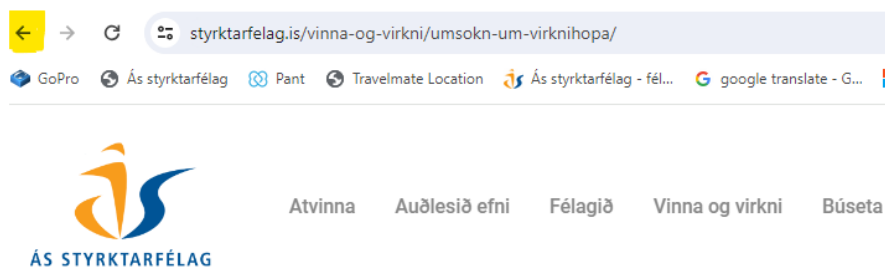 styrktarfelag.is/vinna-og-virkni/umsokn-um-virknihopa/
GoPro Ás styrktarfélag Pant Travelmate Location Ás styrktarfélag - fél... google translate - G...
Atvinna Auðlesið efni Félagið Vinna og virkni Búseta
ÁS STYRKTARFÉLAG